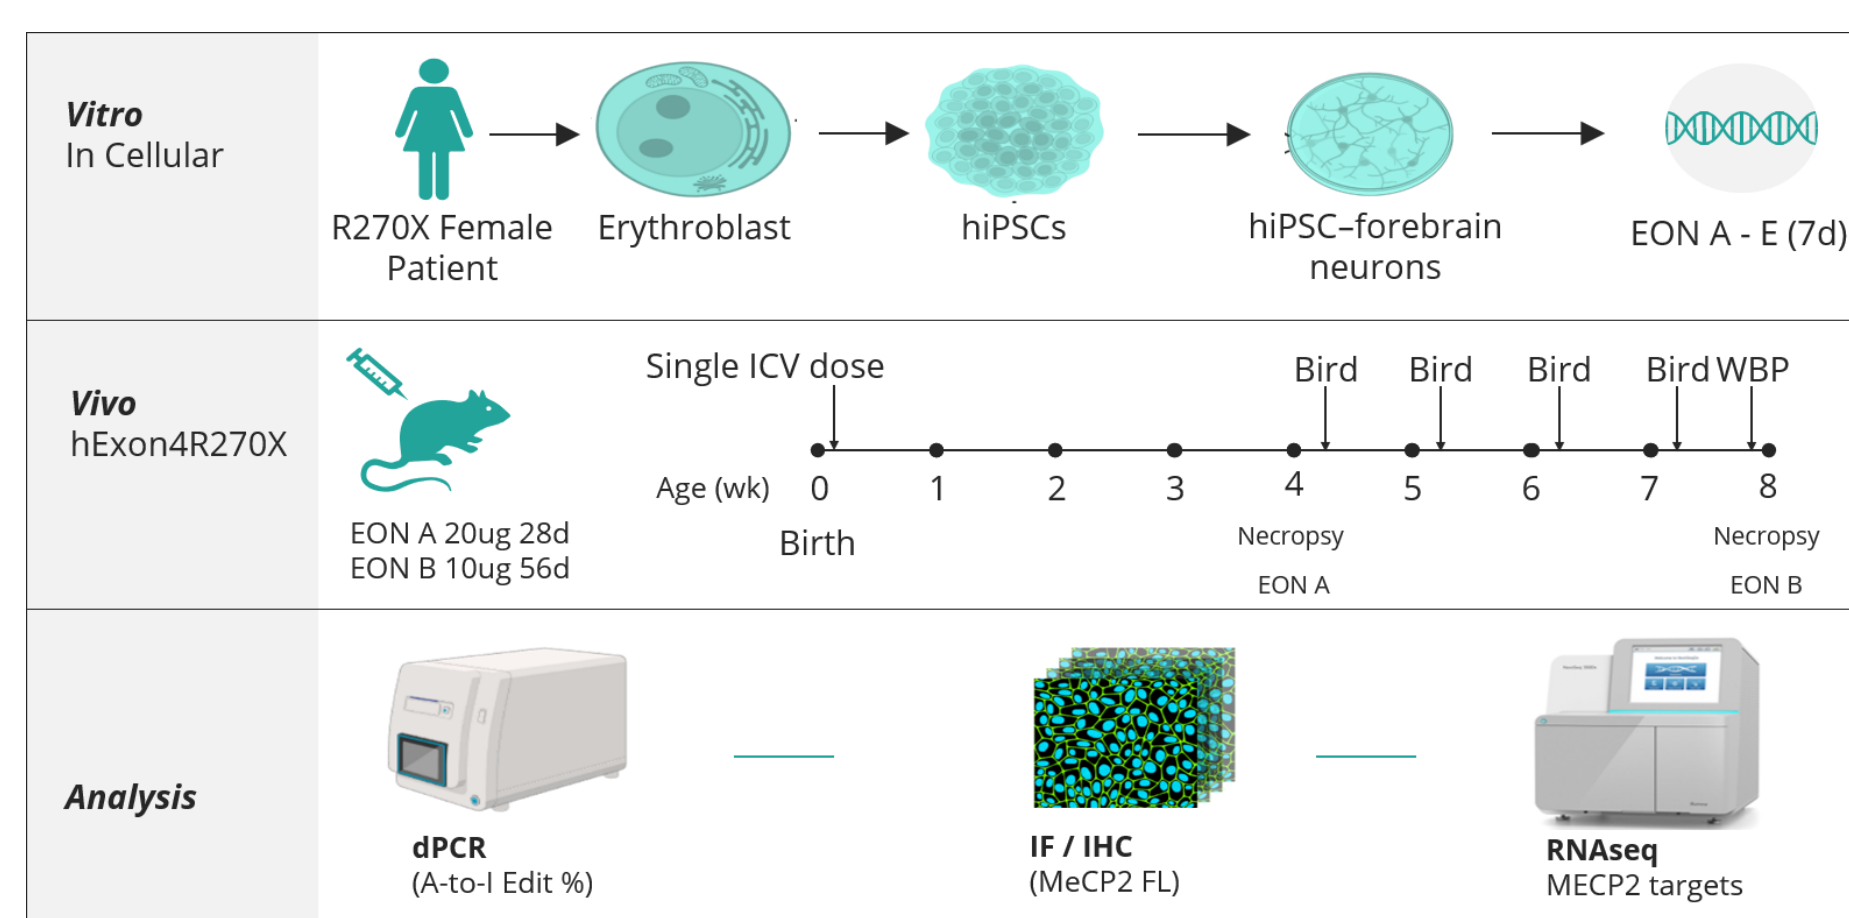 Vitro
In Cellular
R270X Female
Patient
Erythroblast
hiPSCs
hiPSC–forebrain
neurons
EON A - E (7d)
Vivo
hExon4R270X
EON A 20ug 28d
EON B 10ug 56d
Single ICV dose
Bird Bird Bird Bird WBP
Age (wk) 0 1 2 3 4 5 6 7 8
Birth
Necropsy
EON A
Necropsy
EON B
Analysis
dPCR
(A-to-I Edit %)
IF / IHC
(MeCP2 FL)
RNAseq
MECP2 targets